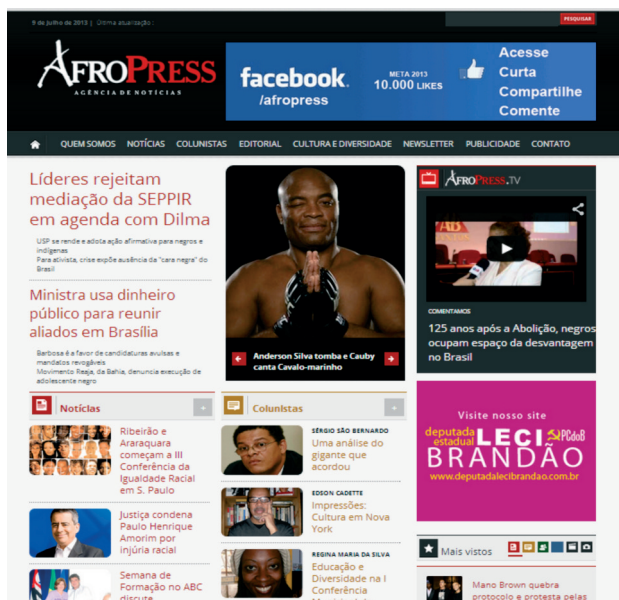 9 de julho de 2013 | Última atualização :
PESQUISAR
AFROPRESS
AGÊNCIA DE NOTÍCIAS
facebook.
/afropress
META 2013
10.000 LIKES
Acesse
Curta
Compartilhe
Comente
QUEM SOMOS NOTÍCIAS COLUNISTAS EDITORIAL CULTURA E DIVERSIDADE NEWSLETTER PUBLICIDADE CONTATO
Líderes rejeitam
mediação da SEPPIR
em agenda com Dilma
USP se rende e adota ação afirmativa para negros e
indígenas
Para ativista, crise expõe ausência da "cara negra" do
Brasil
Ministra usa dinheiro
público para reunir
aliados em Brasília
Barbosa é a favor de candidaturas avulsas e
mandatos revogáveis
Movimento Reaja, da Bahia, denuncia execução de
adolescente negro
Anderson Silva tomba e Cauby
canta Cavalo-marinho
AFROPRESS.TV
COMENTAMOS
125 anos após a Abolição, negros
ocupam espaço da desvantagem
no Brasil
Visite nosso site
deputada
estadual
LECI
PCdoB
BRANDÃO
www.deputadalecibrandao.com.br
Notícias
+
Ribeirão e
Araraquara
começam a III
Conferência da
Igualdade Racial
em S. Paulo
Justiça condena
Paulo Henrique
Amorim por
injúria racial
Semana de
Formação no ABC
discute
Colunistas
+
SÉRGIO SÃO BERNARDO
Uma análise do
gigante que
acordou
EDSON CADETTE
Impressões:
Cultura em Nova
York
REGINA MARIA DA SILVA
Educação e
Diversidade na I
Conferência
Mais vistos
Mano Brown quebra
protocolo e protesta pelas